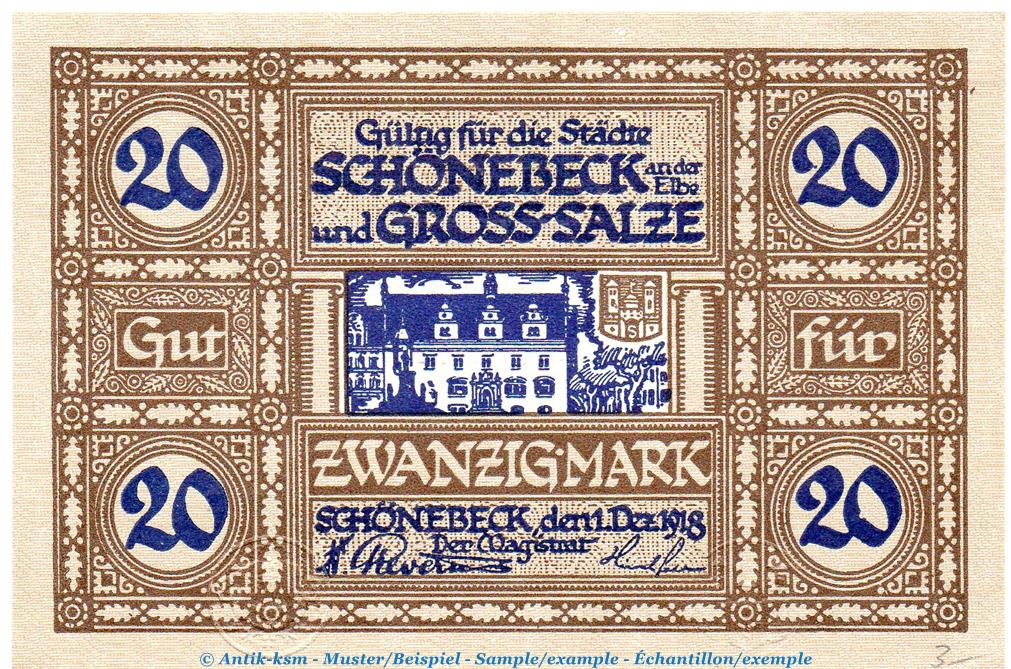 20
20
Gültig für die Städte
SCHÖNEBECK an der Elbe
und GROSS-SALZE
Gut
für
S
ZWANZIG·MARK
20
20
SCHÖNEBECK, den 1. Dez. 1918
Der Magistrat
© Antik-ksm - Muster/Beispiel - Sample/example - Échantillon/exemple